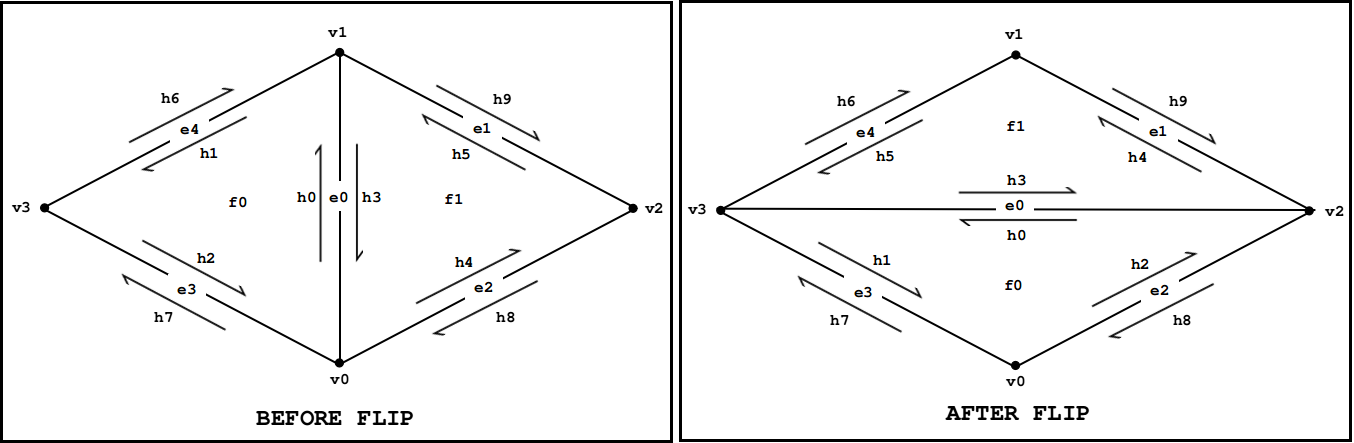 v1
h6
h9
e4
e1
h1
h5
v3
f0
h0
e0
h3
f1
v2
h2
h4
e3
e2
h7
h8
v0
BEFORE FLIP
v1
h6
h9
f1
e4
e1
h5
h4
h3
v3
e0
v2
h0
h1
h2
f0
e3
e2
h7
h8
v0
AFTER FLIP